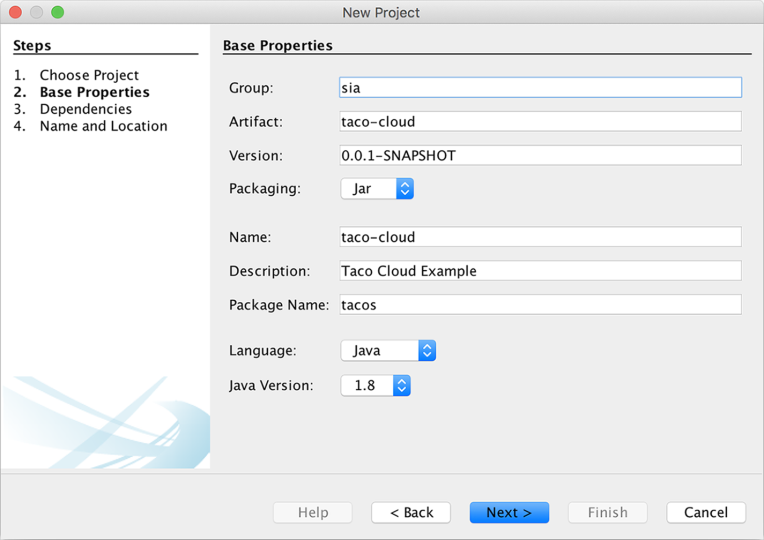 New Project
Steps
1. Choose Project
2. Base Properties
3. Dependencies
4. Name and Location
Base Properties
Group: sia
Artifact: taco-cloud
Version: 0.0.1-SNAPSHOT
Packaging: Jar
Name: taco-cloud
Description: Taco Cloud Example
Package Name: tacos
Language: Java
Java Version: 1.8
Help < Back Next > Finish Cancel